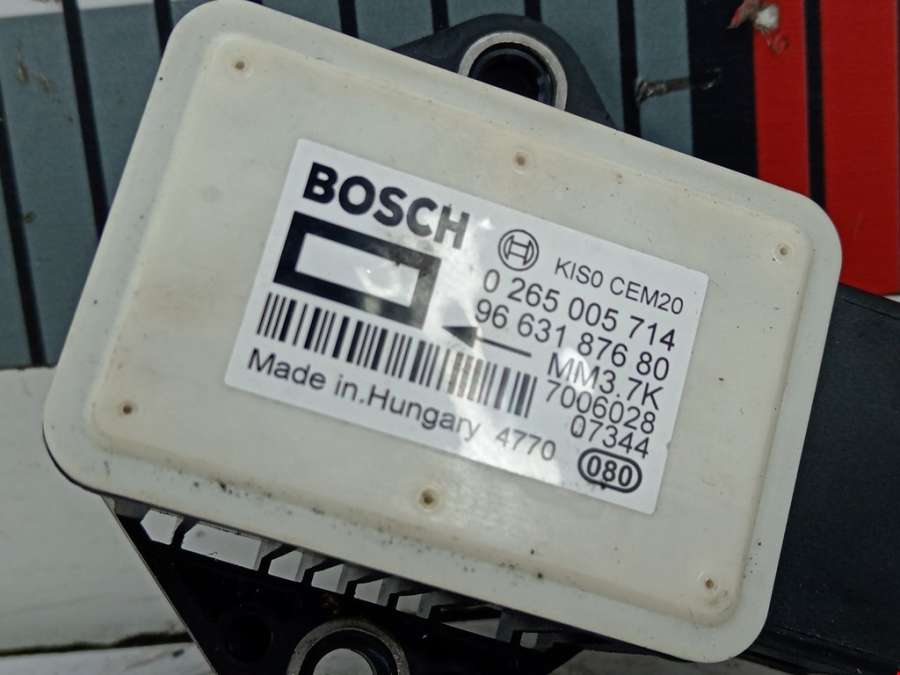 BOSCH
KIS0 CEM20
0 265 005 714
96 631 876 80
MM3.7K
7006028
07344
Made in.Hungary 4770
080